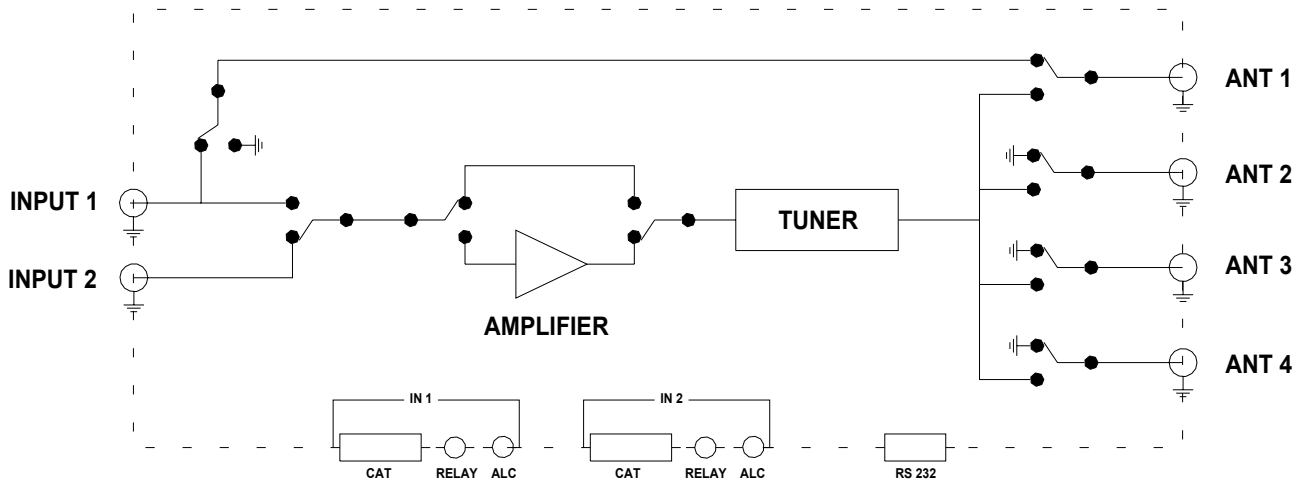 ANT 1
ANT 2
INPUT 1
TUNER
ANT 3
INPUT 2
AMPLIFIER
ANT 4
IN 1
IN 2
CAT RELAY ALC CAT RELAY ALC RS 232